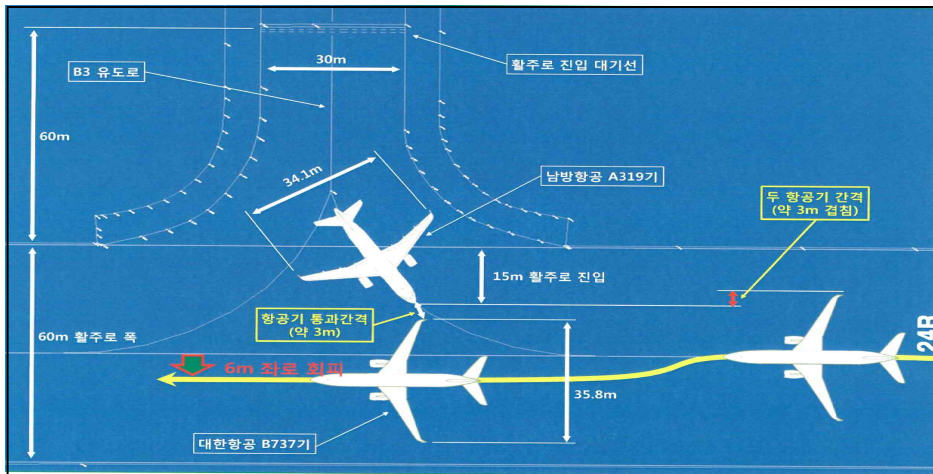 30m
활주로 진입 대기선
B3 유도로
60m
34.1m
남방항공 A319기
두 항공기 간격
(약 3m 겹침)
15m 활주로 진입
항공기 통과간격
(약 3m)
60m 활주로 폭
24R
6m 좌로 회피
35.8m
대한항공 B737기